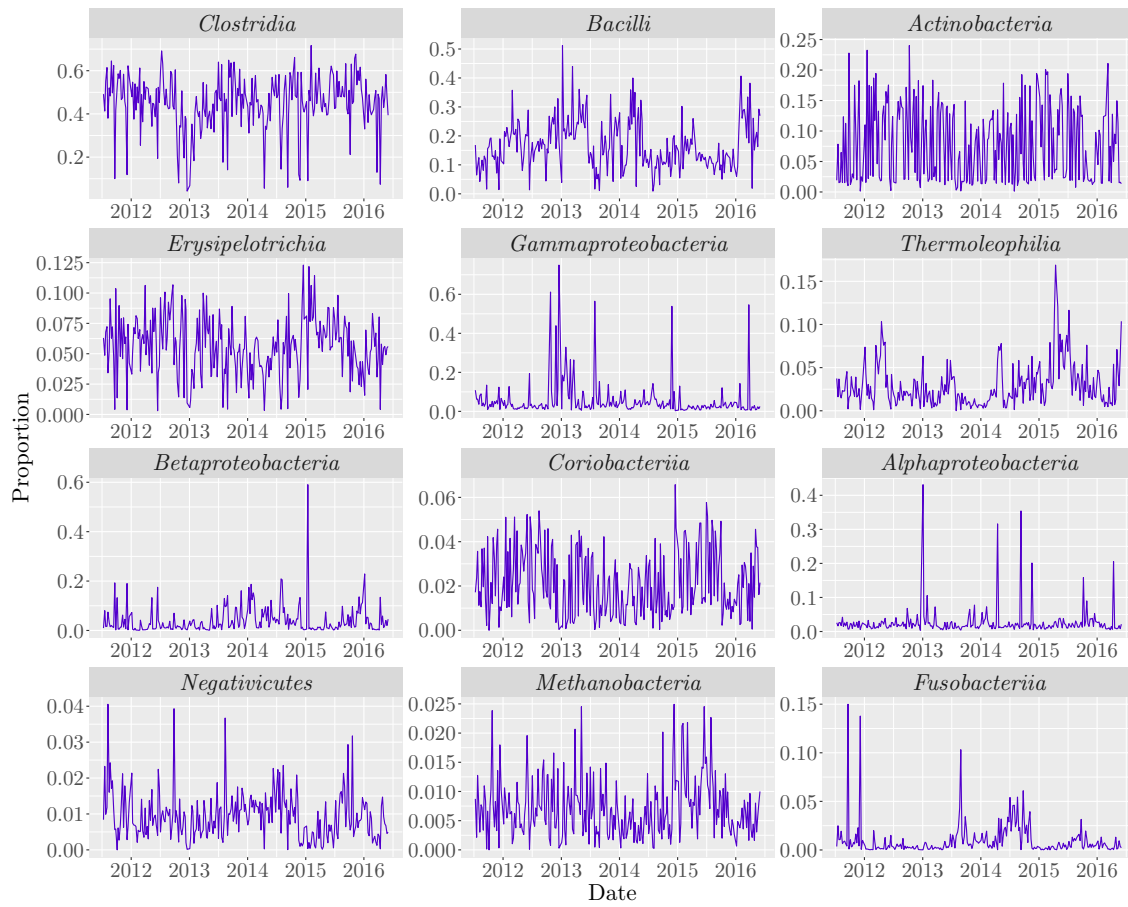 Clostridia
Bacilli
Actinobacteria
0.6
0.4
0.2
0.5
0.4
0.3
0.2
0.1
0.0
0.25
0.20
0.15
0.10
0.05
0.00
2012 2013 2014 2015 2016
2012 2013 2014 2015 2016
2012 2013 2014 2015 2016
Erysipelotrichia
Gammaproteobacteria
Thermoleophilia
0.125
0.100
0.075
0.050
0.025
0.000
0.6
0.4
0.2
0.0
0.15
0.10
0.05
0.00
2012 2013 2014 2015 2016
2012 2013 2014 2015 2016
2012 2013 2014 2015 2016
Proportion
Betaproteobacteria
Coriobacteriia
Alphaproteobacteria
0.6
0.4
0.2
0.0
0.06
0.04
0.02
0.00
0.4
0.3
0.2
0.1
0.0
2012 2013 2014 2015 2016
2012 2013 2014 2015 2016
2012 2013 2014 2015 2016
Negativicutes
Methanobacteria
Fusobacteriia
0.04
0.03
0.02
0.01
0.00
0.025
0.020
0.015
0.010
0.005
0.000
0.15
0.10
0.05
0.00
2012 2013 2014 2015 2016
2012 2013 2014 2015 2016
2012 2013 2014 2015 2016
Date